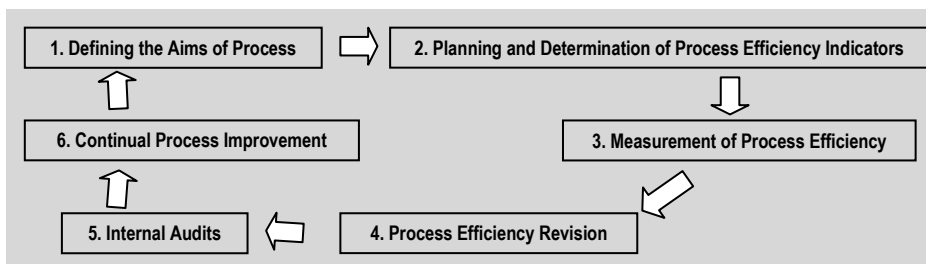 1. Defining the Aims of Process
2. Planning and Determination of Process Efficiency Indicators
3. Measurement of Process Efficiency
4. Process Efficiency Revision
5. Internal Audits
6. Continual Process Improvement